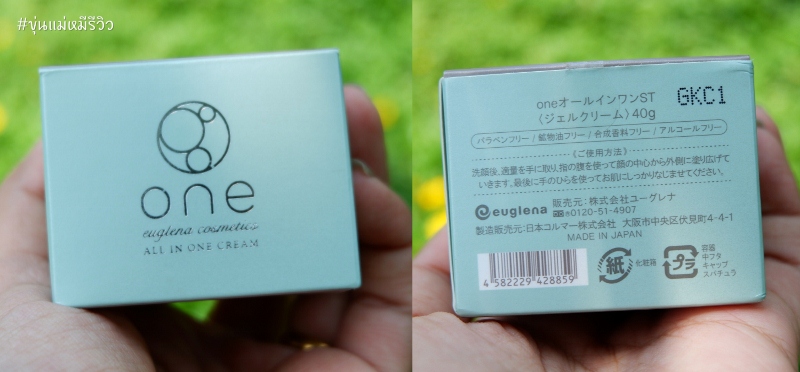 #ขุ่นแม่หมีรีวิว
one
euglena cosmetics
ALL IN ONE CREAM
oneオールインワンST
〈ジェルクリーム〉40g
GKC1
パラベンフリー / 鉱物油フリー / 合成香料フリー / アルコールフリー
《ご使用方法》
洗顔後、適量を手に取り、指の腹を使って顔の中心から外側に塗り広げて
いきます。最後に手のひらを使ってお肌にしっかりなじませてください。
euglena 販売元：株式会社ユーグレナ
0120-51-4907
製造販売元:日本コルマー株式会社 大阪市中央区伏見町4-4-1
MADE IN JAPAN
4 582229 428859
紙 化粧箱
プラ 容器
中フタ
キャップ
スパチュラ